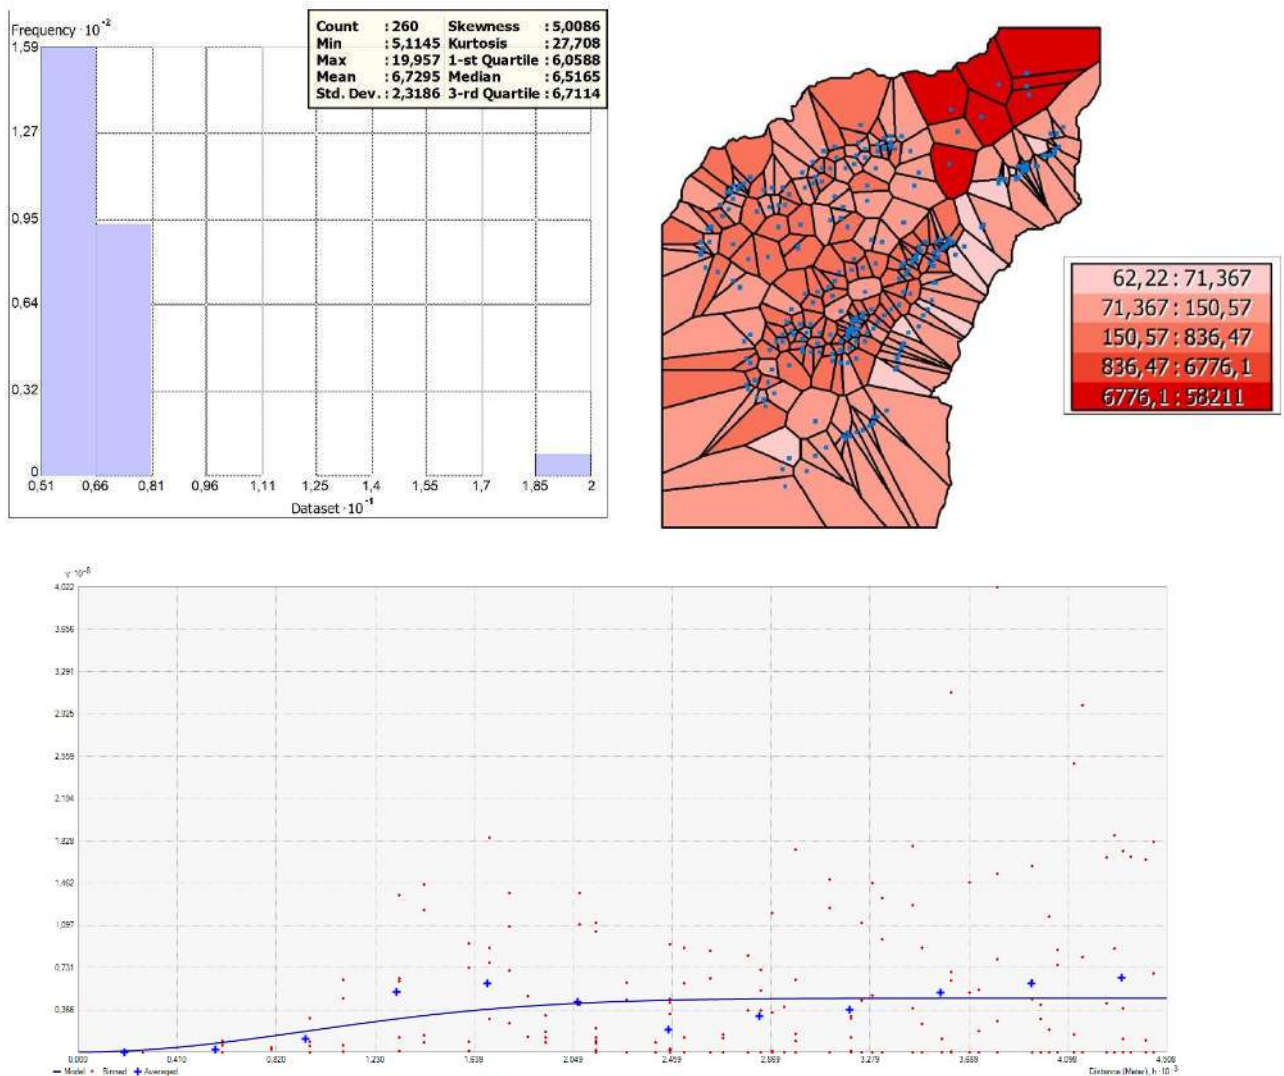 Frequency · 10⁻²
Count : 260 Skewness : 5,0086
Min : 5,1145 Kurtosis : 27,708
Max : 19,957 1-st Quartile : 6,0588
Mean : 6,7295 Median : 6,5165
Std. Dev. : 2,3186 3-rd Quartile : 6,7114
1,59
1,27
0,95
0,64
0,32
0
0,51 0,66 0,81 0,96 1,11 1,25 1,4 1,55 1,7 1,85 2
Dataset · 10⁻¹
62,22 : 71,367
71,367 : 150,57
150,57 : 836,47
836,47 : 6776,1
6776,1 : 58211
4,022
3,656
3,291
2,925
2,559
2,194
1,828
1,462
1,097
0,731
0,366
0,000 0,410 0,820 1,230 1,639 2,049 2,459 2,869 3,279 3,689 4,098 4,508
Model Binned Averaged
Distance (Meter), h · 10⁻³